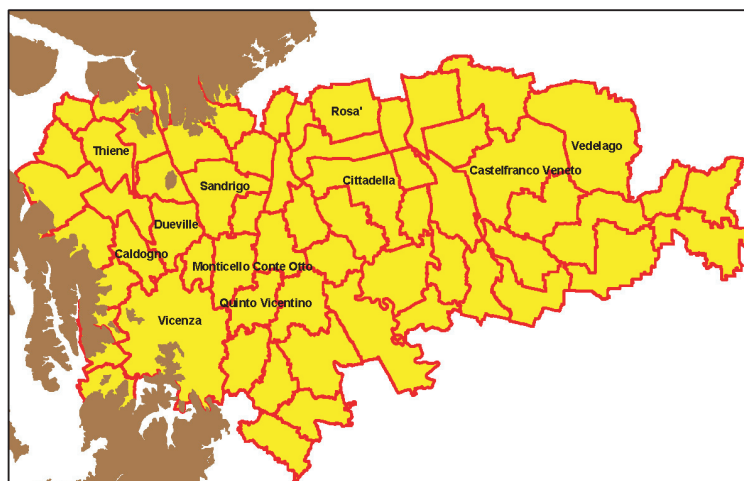 Rosa'
Thiene
Vedelago
Castelfranco Veneto
Sandrigo
Cittadella
Dueville
Caldogno
Monticello Conte Otto
Quinto Vicentino
Vicenza